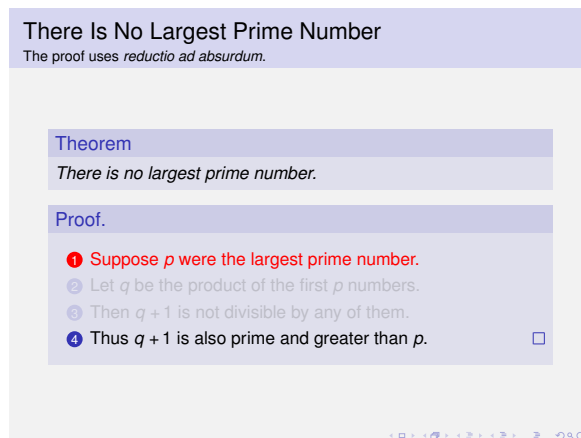 There Is No Largest Prime Number
The proof uses reductio ad absurdum.
Theorem
There is no largest prime number.
Proof.
1 Suppose p were the largest prime number.
2 Let q be the product of the first p numbers.
3 Then q + 1 is not divisible by any of them.
4 Thus q + 1 is also prime and greater than p.